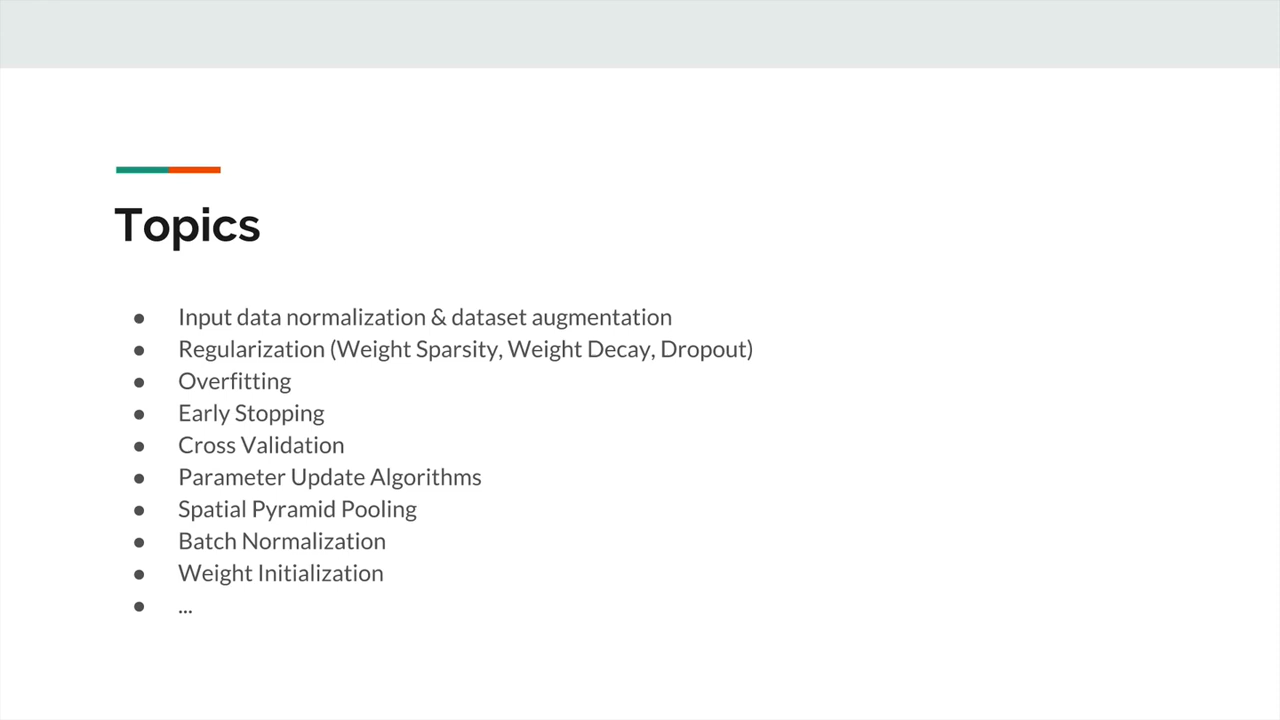 Topics
● Input data normalization & dataset augmentation
● Regularization (Weight Sparsity, Weight Decay, Dropout)
● Overfitting
● Early Stopping
● Cross Validation
● Parameter Update Algorithms
● Spatial Pyramid Pooling
● Batch Normalization
● Weight Initialization
● ...